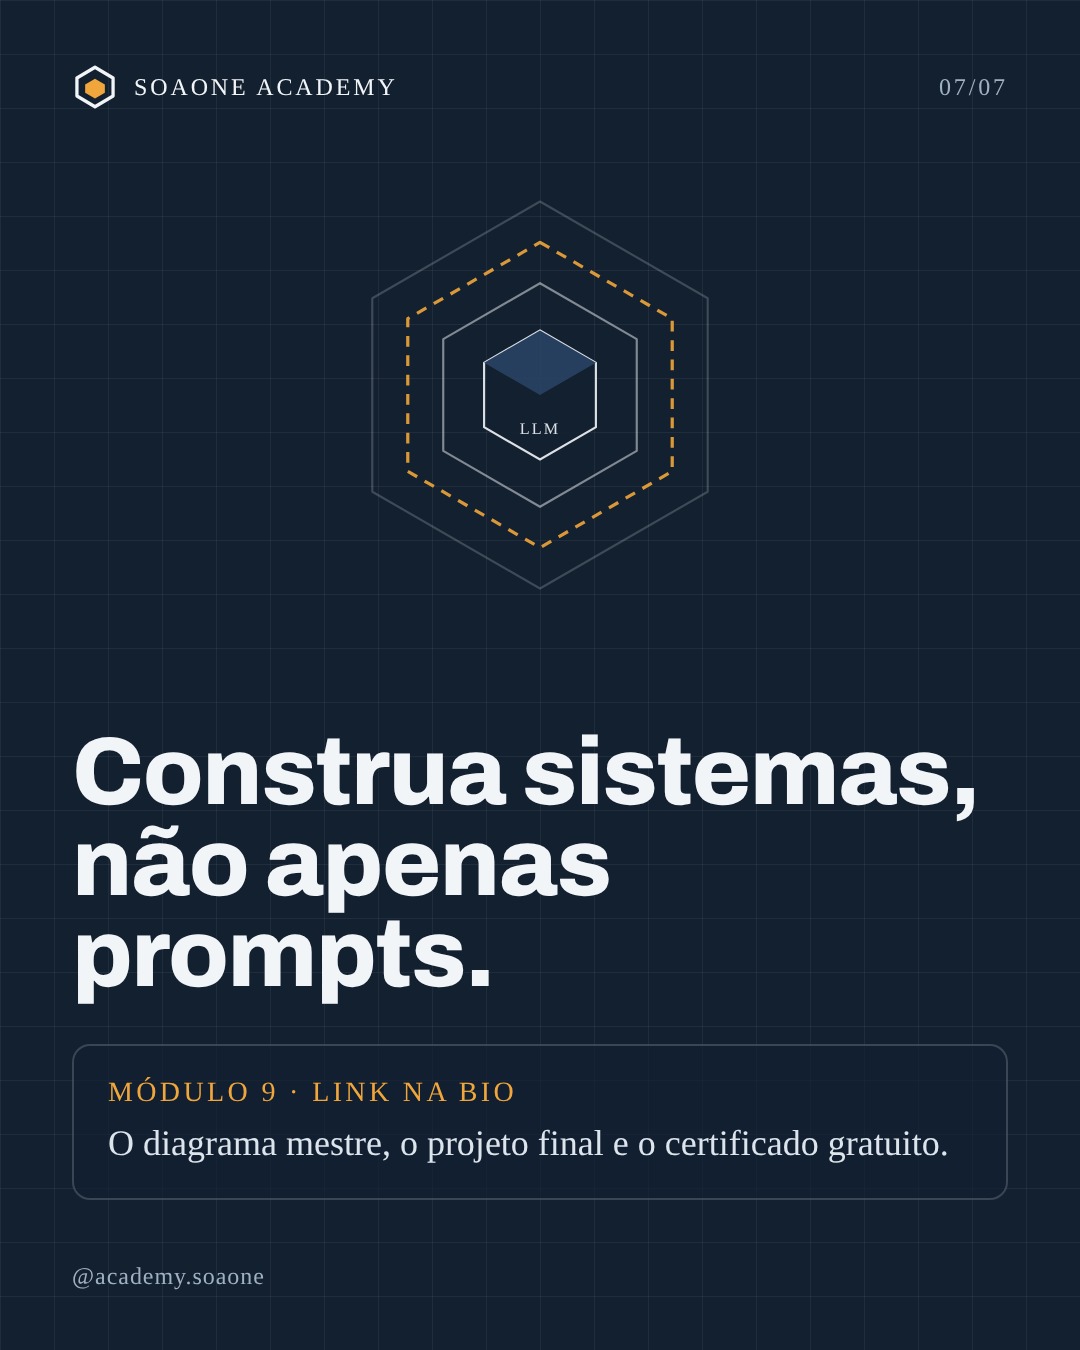 SOAONE ACADEMY
07/07
LLM
Construa sistemas,
não apenas
prompts.
MÓDULO 9 · LINK NA BIO
O diagrama mestre, o projeto final e o certificado gratuito.
@academy.soaone